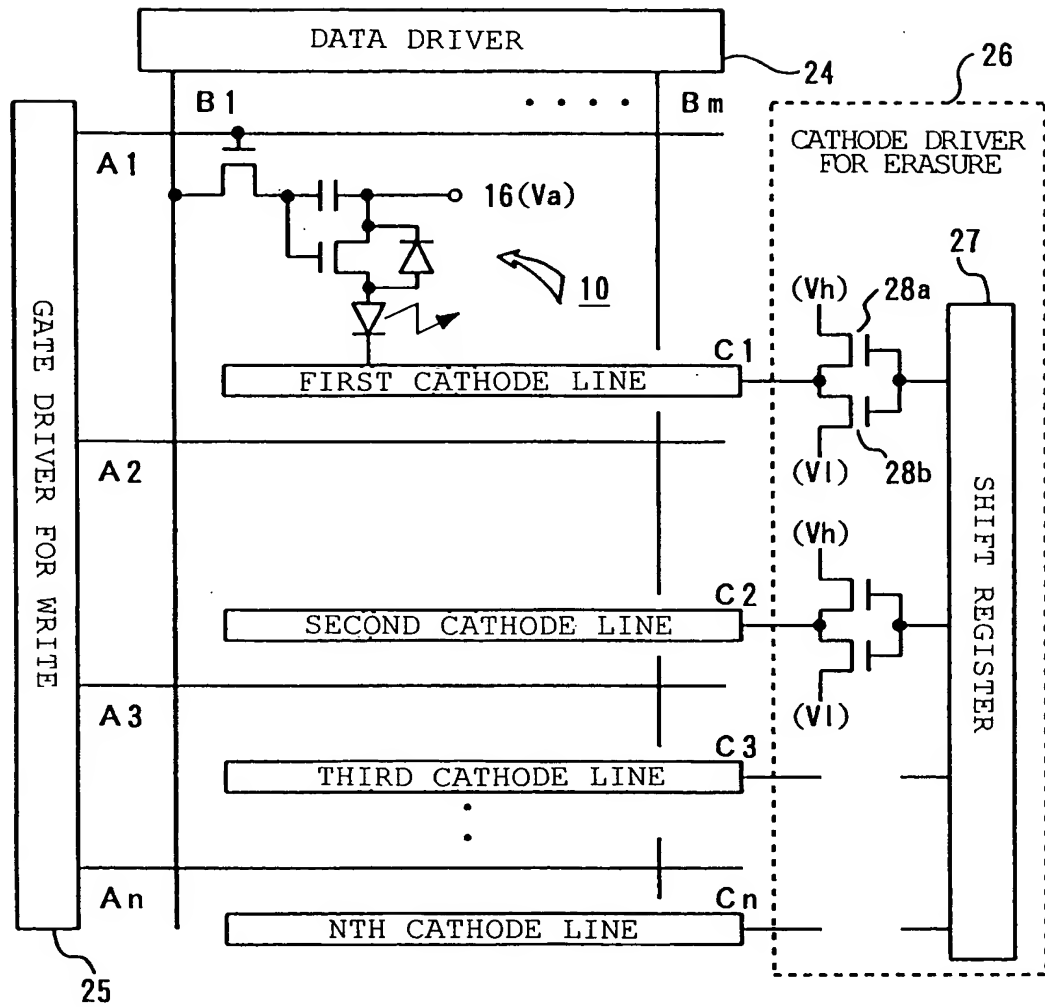 DATA DRIVER
24
26
B1
• • • •
Bm
CATHODE DRIVER
FOR ERASURE
A1
16(Va)
27
10
(Vh)
28a
GATE DRIVER FOR WRITE
C1
FIRST CATHODE LINE
(Vl)
28b
A2
SHIFT REGISTER
(Vh)
C2
SECOND CATHODE LINE
(Vl)
A3
C3
THIRD CATHODE LINE
An
Cn
NTH CATHODE LINE
25